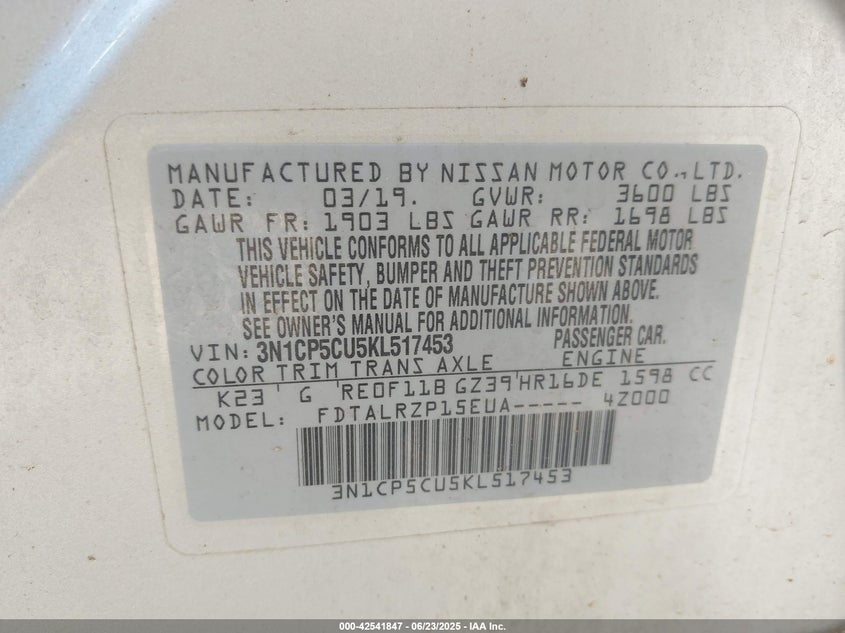 MANUFACTURED BY NISSAN MOTOR CO., LTD.
DATE: 03/19. GVWR: 3600 LBS
GAWR FR: 1903 LBS GAWR RR: 1698 LBS
THIS VEHICLE CONFORMS TO ALL APPLICABLE FEDERAL MOTOR
VEHICLE SAFETY, BUMPER AND THEFT PREVENTION STANDARDS
IN EFFECT ON THE DATE OF MANUFACTURE SHOWN ABOVE.
SEE OWNER'S MANUAL FOR ADDITIONAL INFORMATION.
VIN: 3N1CP5CU5KL517453 PASSENGER CAR.
COLOR TRIM TRANS AXLE ENGINE
K23 ' G 'RE0F11B GZ39'HR16DE 1598 CC
MODEL: FDTALRZP15EUA----- 4Z000
3N1CP5CU5KL517453
000-42541847 - 06/23/2025 - IAA Inc.